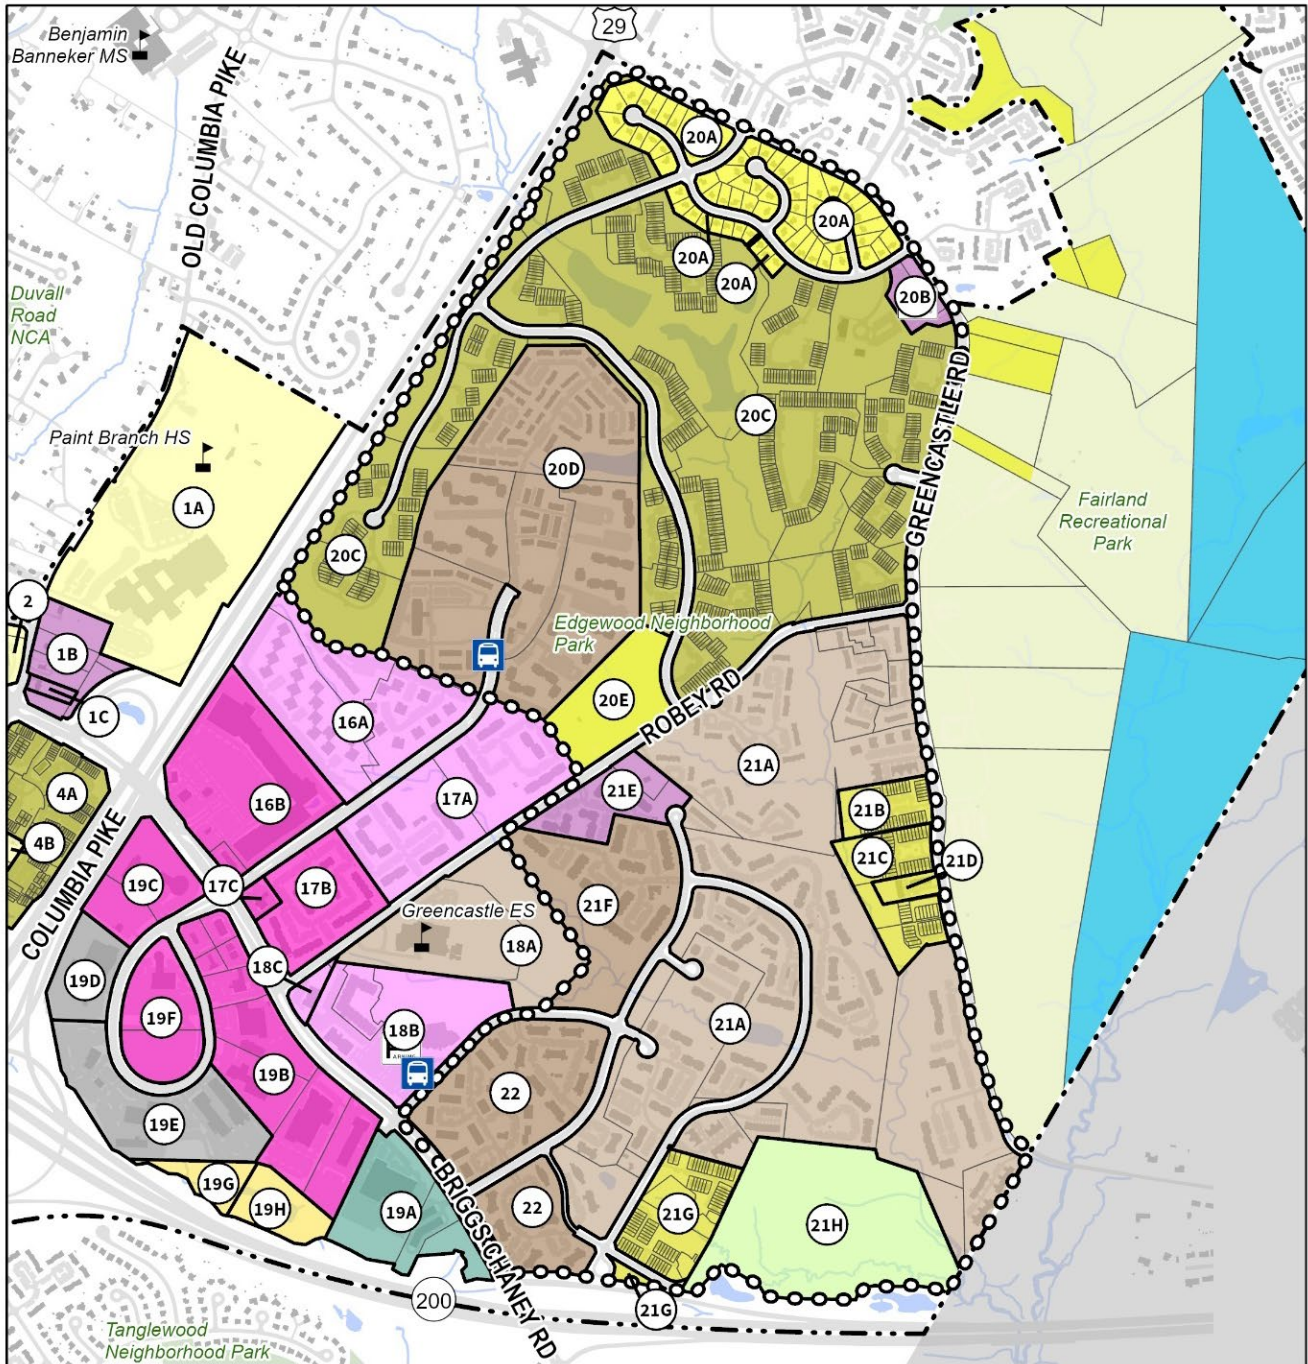 29
Benjamin
Banneker MS
OLD COLUMBIA PIKE
20A
20A
20A
20A
20B
Duvall
Road
NCA
GREENCASTLE RD
Paint Branch HS
20C
20D
1A
Fairland
Recreational
Park
20C
2
1B
Edgewood Neighborhood
Park
20E
1C
16A
ROBEY RD
21A
4A
16B
17A
21E
21B
4B
COLUMBIA PIKE
21C
21D
19C
17C
17B
21F
Greencastle ES
18A
18C
19D
19F
18B
21A
19B
22
19E
19G
19H
19A
22
21G
21H
BRIGGS CHANEY RD
200
21G
Tanglewood
Neighborhood Park